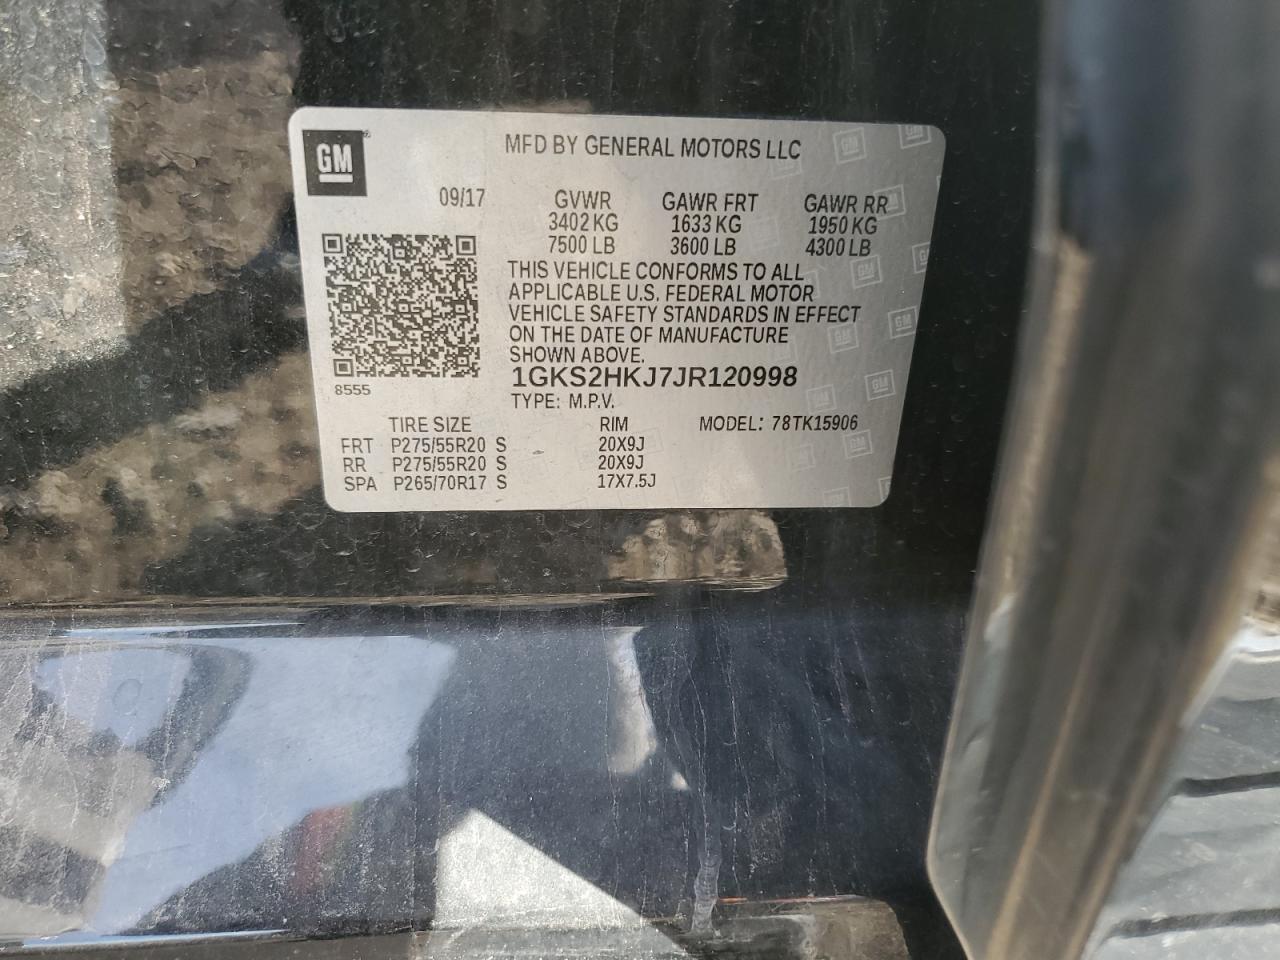 GM
MFD BY GENERAL MOTORS LLC
09/17 GVWR GAWR FRT GAWR RR
3402 KG 1633 KG 1950 KG
7500 LB 3600 LB 4300 LB
THIS VEHICLE CONFORMS TO ALL
APPLICABLE U.S. FEDERAL MOTOR
VEHICLE SAFETY STANDARDS IN EFFECT
ON THE DATE OF MANUFACTURE
SHOWN ABOVE.
8555
1GKS2HKJ7JR120998
TYPE: M.P.V.
TIRE SIZE RIM MODEL: 78TK15906
FRT P275/55R20 S 20X9J
RR P275/55R20 S 20X9J
SPA P265/70R17 S 17X7.5J